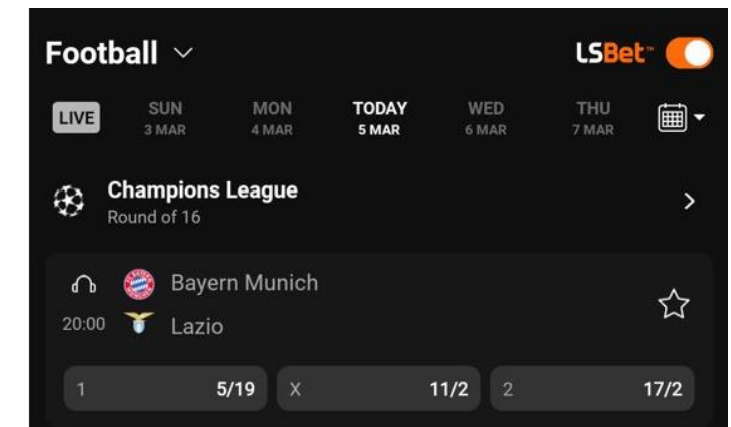 Football LSBet™
LIVE SUN MON TODAY WED THU
3 MAR 4 MAR 5 MAR 6 MAR 7 MAR
Champions League
Round of 16
Bayern Munich
20:00 Lazio
1 5/19 X 11/2 2 17/2